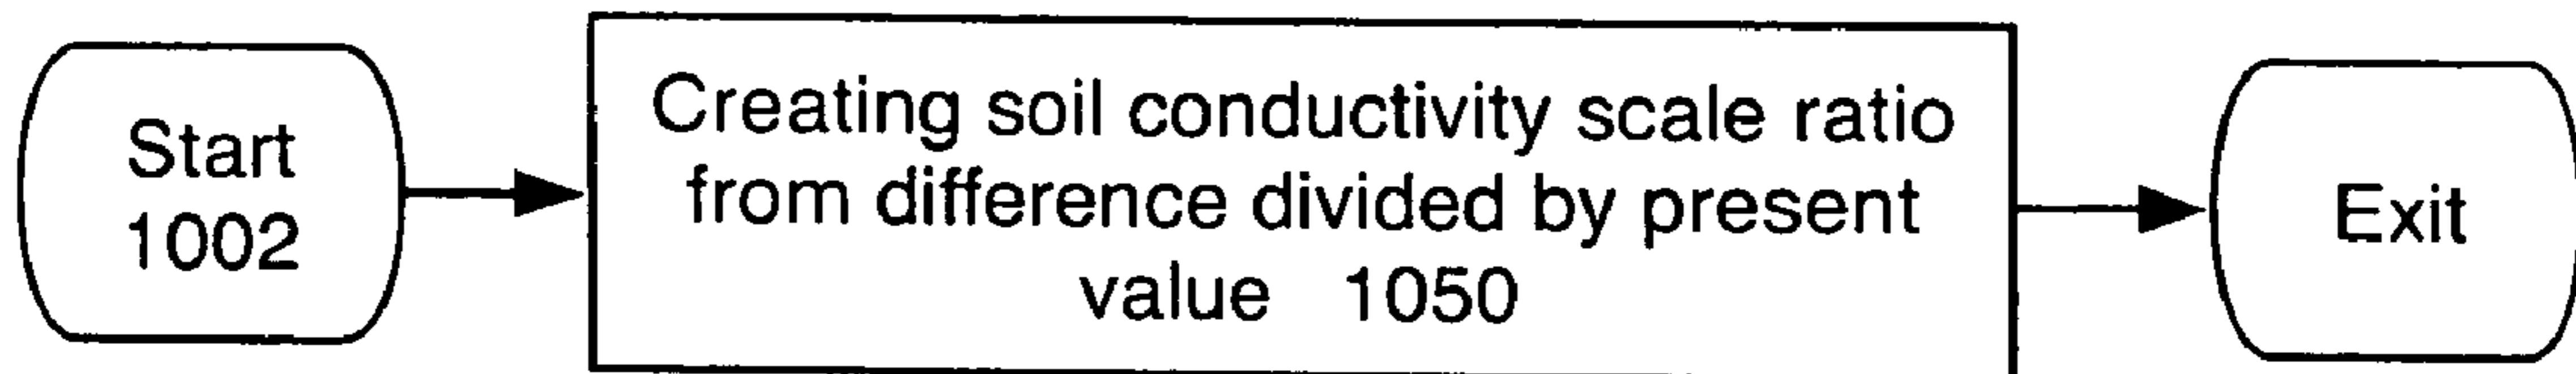 Start
1002
Creating soil conductivity scale ratio
from difference divided by present
value 1050
Exit